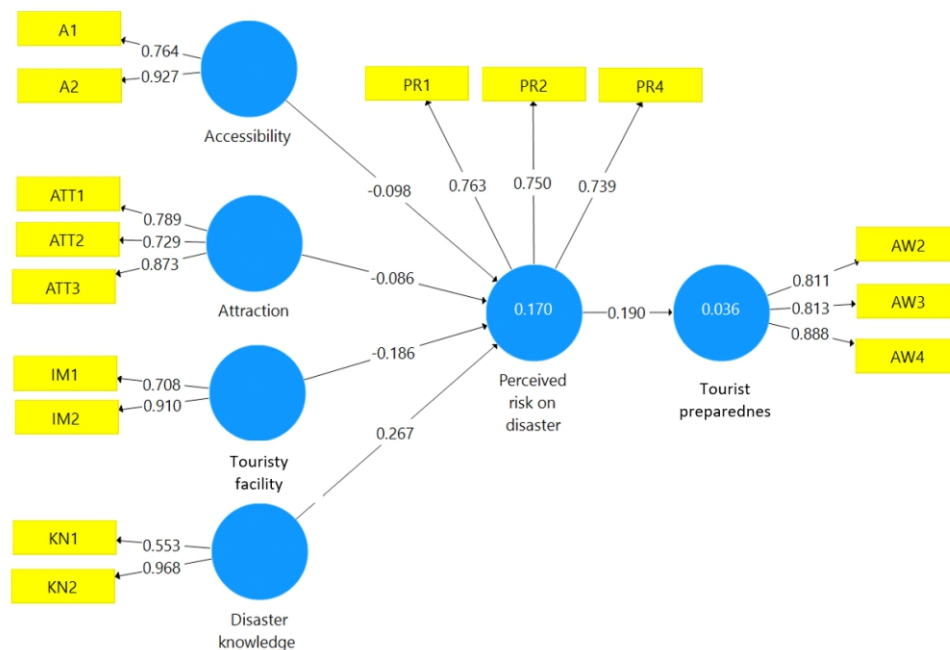 A1
0.764
A2
0.927
Accessibility
-0.098
ATT1
0.789
ATT2
0.729
ATT3
0.873
Attraction
-0.086
IM1
0.708
IM2
0.910
Touristy
facility
-0.186
KN1
0.553
KN2
0.968
Disaster
knowledge
0.267
PR1
PR2
PR4
0.763
0.750
0.739
0.170
Perceived
risk on
disaster
0.190
0.036
Tourist
preparednes
AW2
0.811
AW3
0.813
AW4
0.888